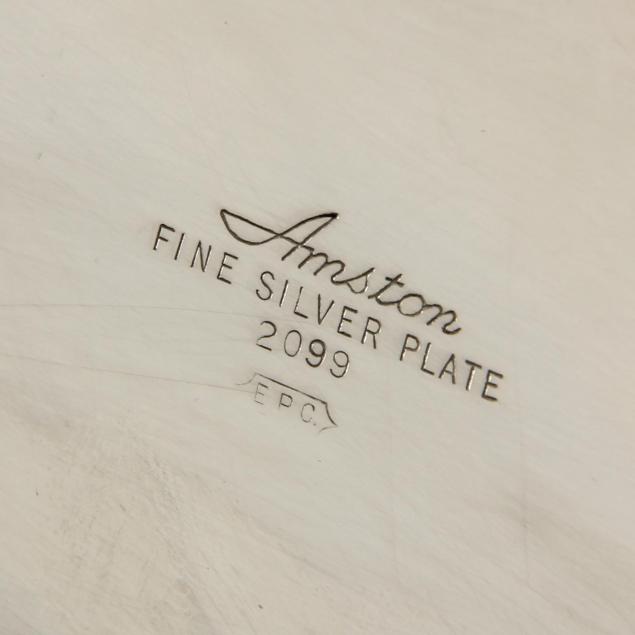 Amston
FINE SILVER PLATE
2099
E P C.